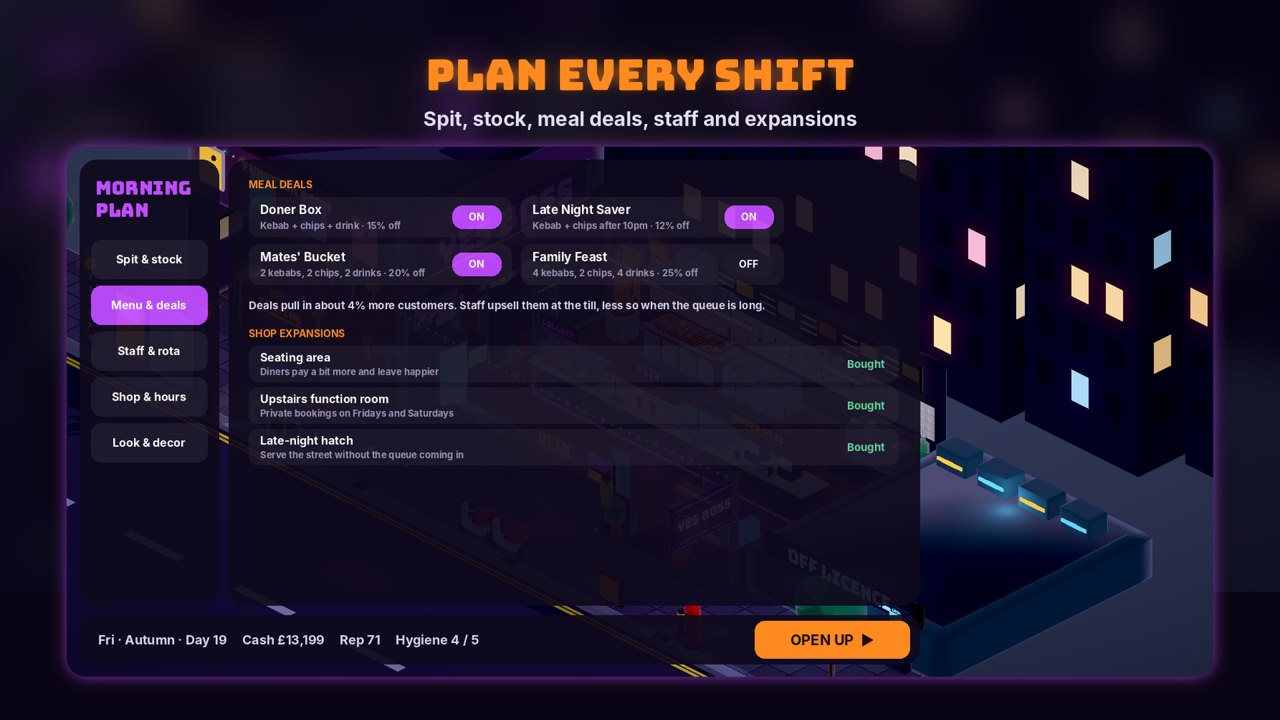 PLAN EVERY SHIFT
Spit, stock, meal deals, staff and expansions
MORNING
PLAN
Spit & stock
Menu & deals
Staff & rota
Shop & hours
Look & decor
MEAL DEALS
Doner Box
Kebab + chips + drink · 15% off
ON
Late Night Saver
Kebab + chips after 10pm · 12% off
ON
Mates' Bucket
2 kebabs, 2 chips, 2 drinks · 20% off
ON
Family Feast
4 kebabs, 2 chips, 4 drinks · 25% off
OFF
Deals pull in about 4% more customers. Staff upsell them at the till, less so when the queue is long.
SHOP EXPANSIONS
Seating area
Diners pay a bit more and leave happier
Bought
Upstairs function room
Private bookings on Fridays and Saturdays
Bought
Late-night hatch
Serve the street without the queue coming in
Bought
OPEN
YES BOSS
OFF LICENCE
Fri · Autumn · Day 19 Cash £13,199 Rep 71 Hygiene 4 / 5
OPEN UP ▶